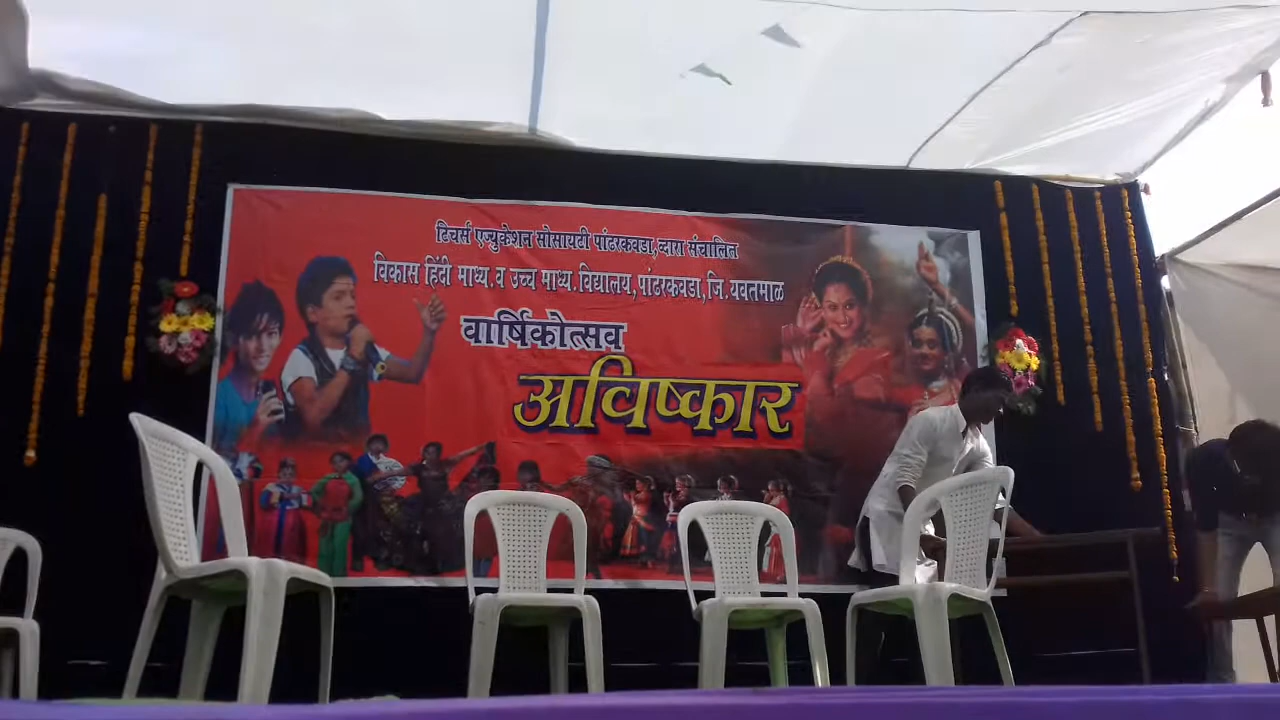 टिचर्स एज्युकेशन सोसायटी पांढरकवडा,व्दारा संचालित
विकास हिंदी माध्य.व उच्च माध्य.विद्यालय,पांढरकवडा,जि.यवतमाळ
वार्षिकोत्सव
अविष्कार